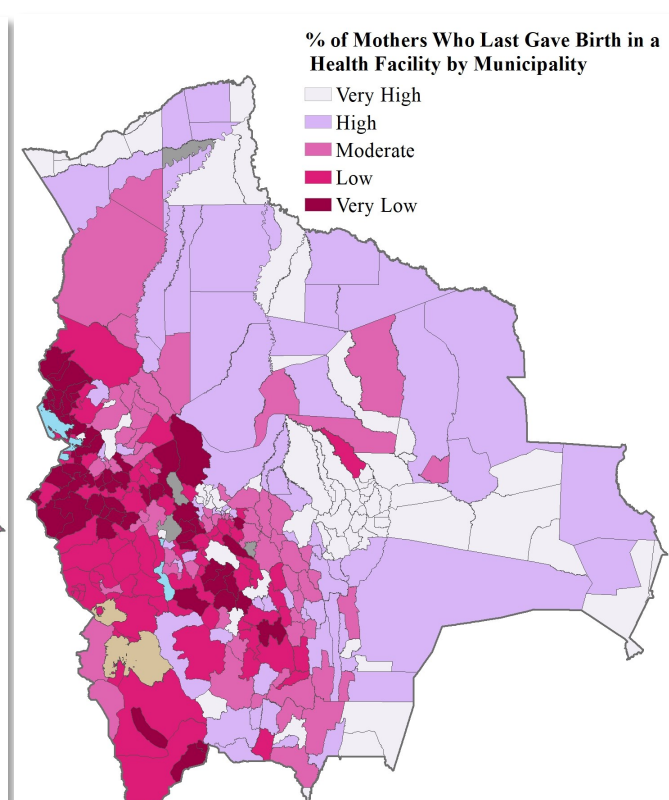 % of Mothers Who Last Gave Birth in a
Health Facility by Municipality
Very High
High
Moderate
Low
Very Low